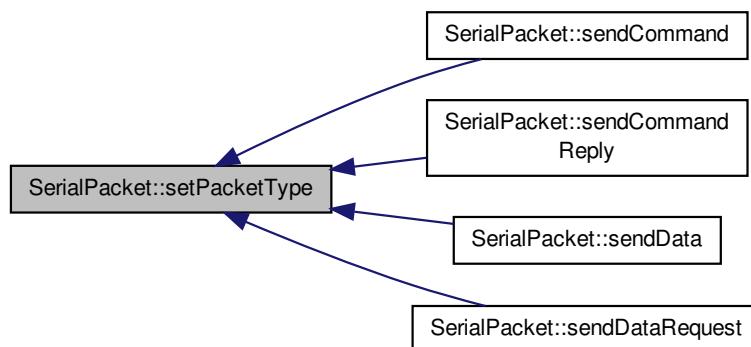 SerialPacket::sendCommand
SerialPacket::sendCommand
Reply
SerialPacket::setPacketType
SerialPacket::sendData
SerialPacket::sendDataRequest